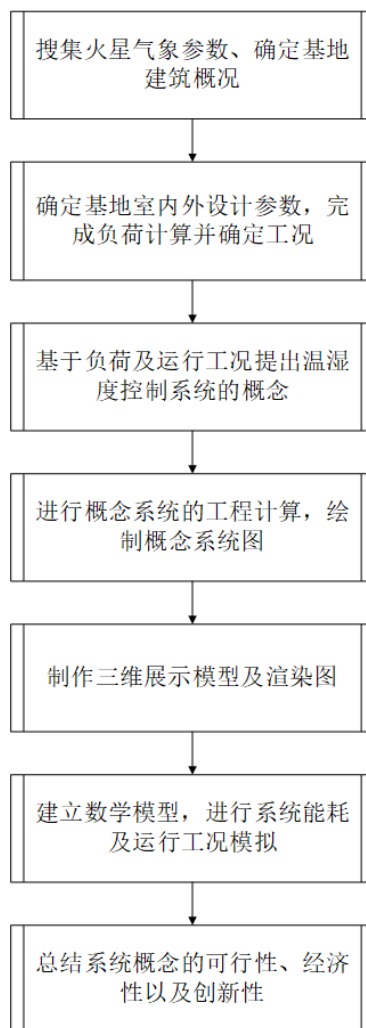 搜集火星气象参数、确定基地
建筑概况
确定基地室内外设计参数，完
成负荷计算并确定工况
基于负荷及运行工况提出温湿
度控制系统的概念
进行概念系统的工程计算，绘
制概念系统图
制作三维展示模型及渲染图
建立数学模型，进行系统能耗
及运行工况模拟
总结系统概念的可行性、经济
性以及创新性